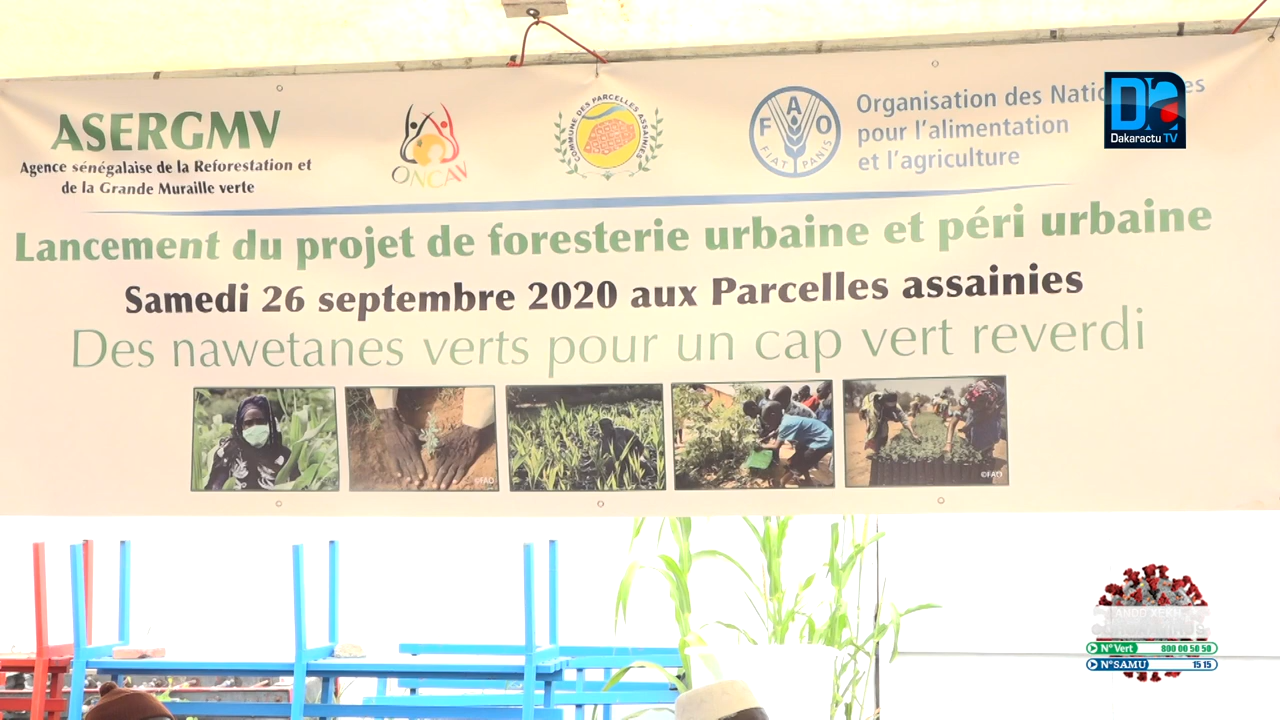 ASERGMV
Agence sénégalaise de la Reforestation et
de la Grande Muraille verte
ONCAV
COMMUNE DES PARCELLES ASSAINIES
F A O
FIAT PANIS
Organisation des
pour l'alimentation
et l'agriculture
Dakaractu TV
Lancement du projet de foresterie urbaine et péri urbaine
Samedi 26 septembre 2020 aux Parcelles assainies
Des nawetanes verts pour un cap vert reverdi
©FAO
©FAO
N° Vert 800 00 50 50
N°SAMU 15 15